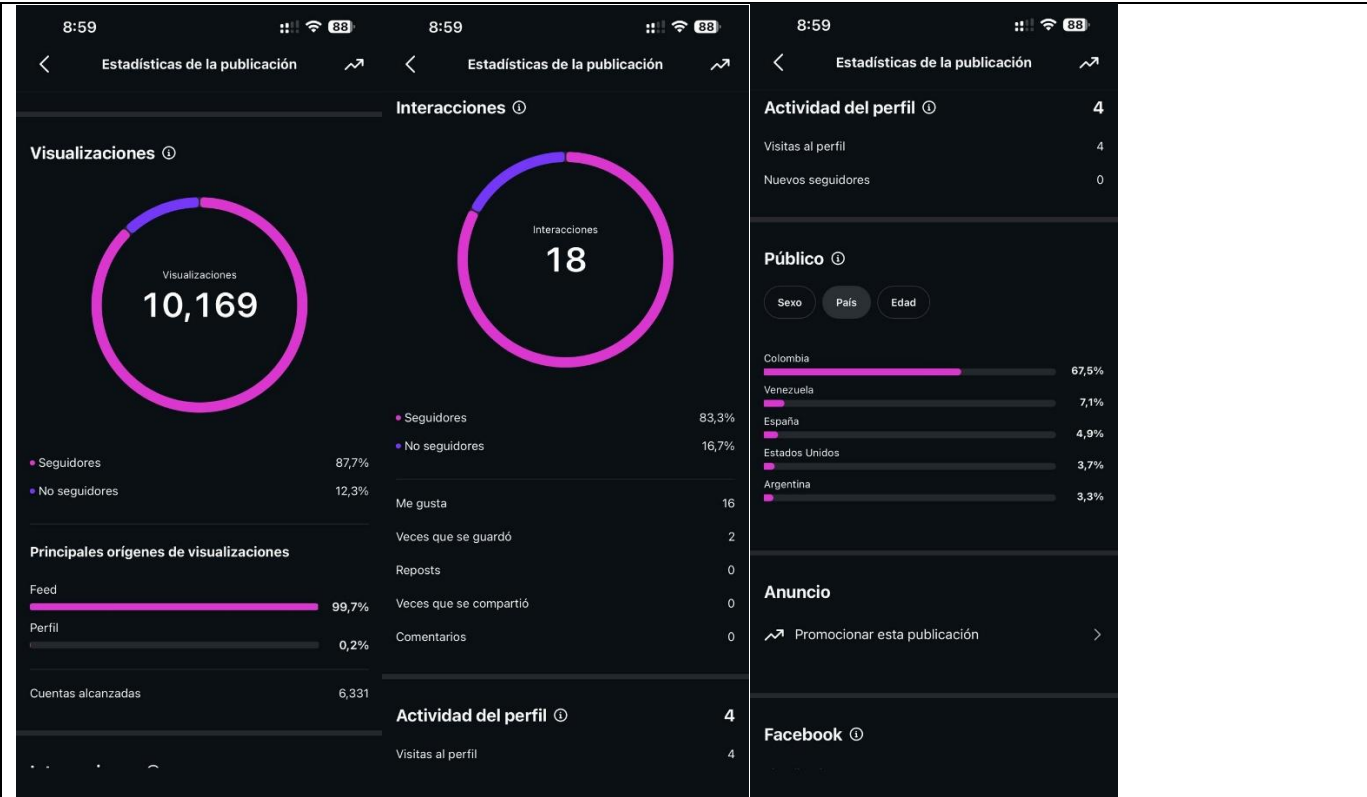 8:59
88
Estadísticas de la publicación
Visualizaciones
Visualizaciones
10,169
Seguidores 87,7%
No seguidores 12,3%
Principales orígenes de visualizaciones
Feed
99,7%
Perfil
0,2%
Cuentas alcanzadas 6,331
8:59
88
Estadísticas de la publicación
Interacciones
Interacciones
18
Seguidores 83,3%
No seguidores 16,7%
Me gusta 16
Veces que se guardó 2
Reposts 0
Veces que se compartió 0
Comentarios 0
Actividad del perfil 4
Visitas al perfil 4
8:59
88
Estadísticas de la publicación
Actividad del perfil 4
Visitas al perfil 4
Nuevos seguidores 0
Público
Sexo País Edad
Colombia
67,5%
Venezuela
7,1%
España
4,9%
Estados Unidos
3,7%
Argentina
3,3%
Anuncio
Promocionar esta publicación
Facebook